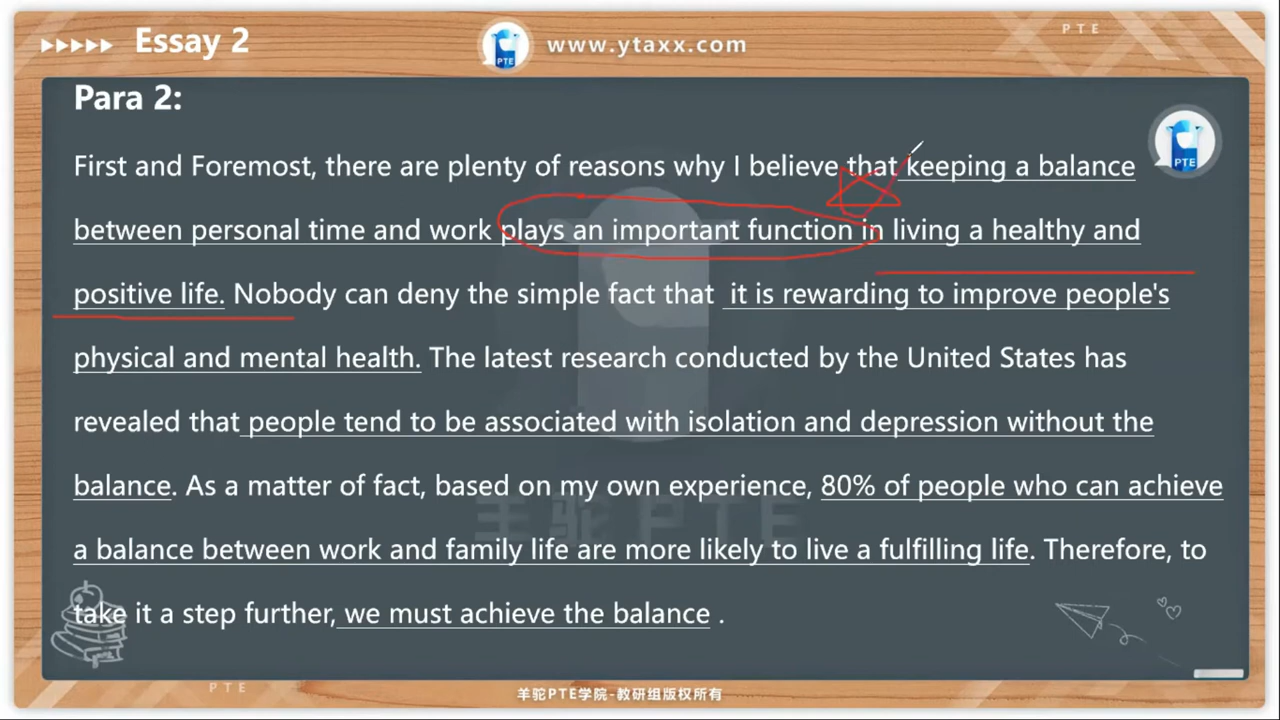 Essay 2
PTE
www.ytaxx.com
PTE
Para 2:
PTE
First and Foremost, there are plenty of reasons why I believe that keeping a balance
between personal time and work plays an important function in living a healthy and
positive life. Nobody can deny the simple fact that it is rewarding to improve people's
physical and mental health. The latest research conducted by the United States has
revealed that people tend to be associated with isolation and depression without the
balance. As a matter of fact, based on my own experience, 80% of people who can achieve
羊驼 PTE
a balance between work and family life are more likely to live a fulfilling life. Therefore, to
take it a step further, we must achieve the balance .
PTE
羊驼PTE学院-教研组版权所有